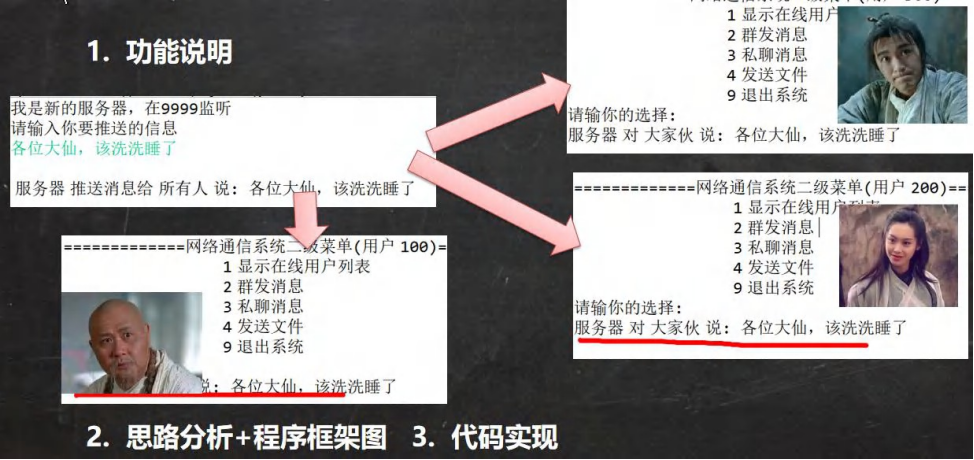 1 显示在线用户
2 群发消息
3 私聊消息
4 发送文件
9 退出系统
请输你的选择:
服务器 对 大家伙 说: 各位大仙, 该洗洗睡了
1. 功能说明
我是新的服务器, 在9999监听
请输入你要推送的信息
各位大仙, 该洗洗睡了
服务器 推送消息给 所有人 说: 各位大仙, 该洗洗睡了
=============网络通信系统二级菜单(用户 200)==
1 显示在线用户列表
2 群发消息
3 私聊消息
4 发送文件
9 退出系统
请输你的选择:
服务器 对 大家伙 说: 各位大仙, 该洗洗睡了
=============网络通信系统二级菜单(用户 100)=
1 显示在线用户列表
2 群发消息
3 私聊消息
4 发送文件
9 退出系统
说: 各位大仙, 该洗洗睡了
2. 思路分析+程序框架图 3. 代码实现